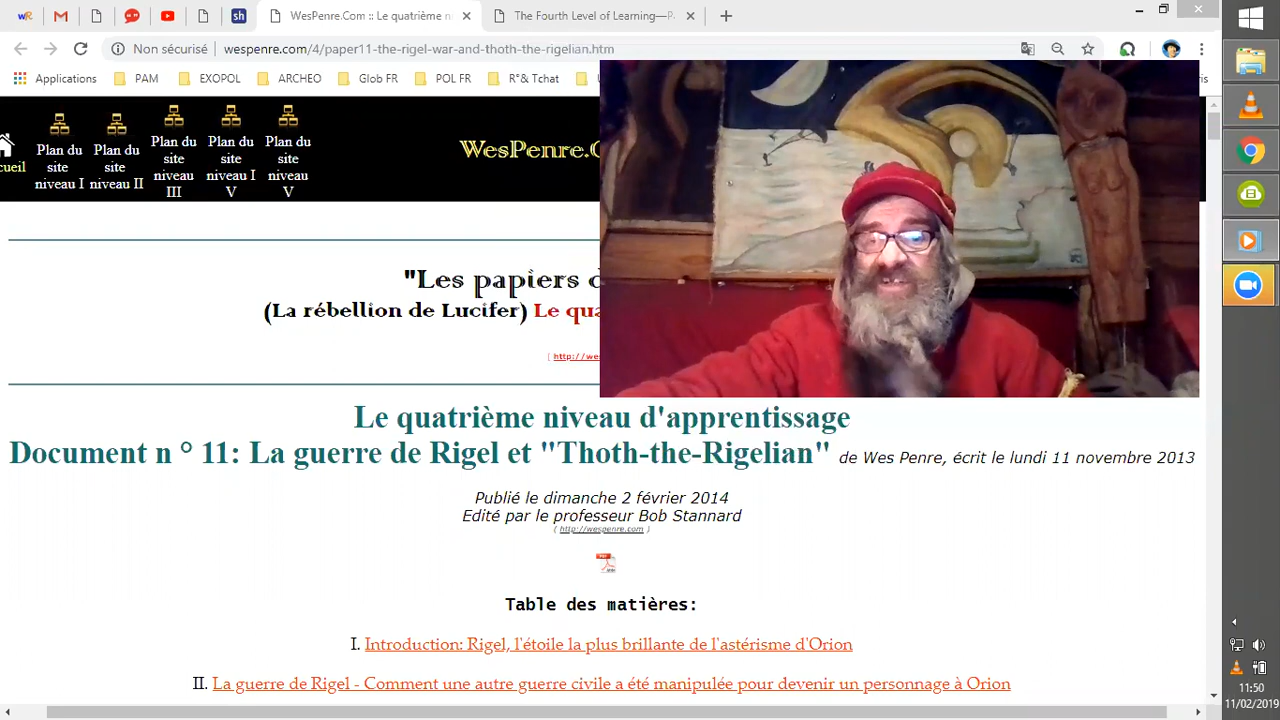 WesPenre.Com :: Le quatrième n
The Fourth Level of Learning—P
Non sécurisé
wespenre.com/4/paper11-the-rigel-war-and-thoth-the-rigelian.htm
Applications PAM EXOPOL ARCHEO Glob FR POL FR R°& Tchat
cueil
Plan du site niveau I
Plan du site niveau II
Plan du site niveau III
Plan du site niveau I V
Plan du site niveau V
WesPenre.
"Les papiers d
(La rébellion de Lucifer) Le qua
( http://wes
Le quatrième niveau d'apprentissage
Document n ° 11: La guerre de Rigel et "Thoth-the-Rigelian" de Wes Penre, écrit le lundi 11 novembre 2013
Publié le dimanche 2 février 2014
Edité par le professeur Bob Stannard
( http://wespenre.com )
Table des matières:
I. Introduction: Rigel, l'étoile la plus brillante de l'astérisme d'Orion
II. La guerre de Rigel - Comment une autre guerre civile a été manipulée pour devenir un personnage à Orion
11:50
11/02/2019